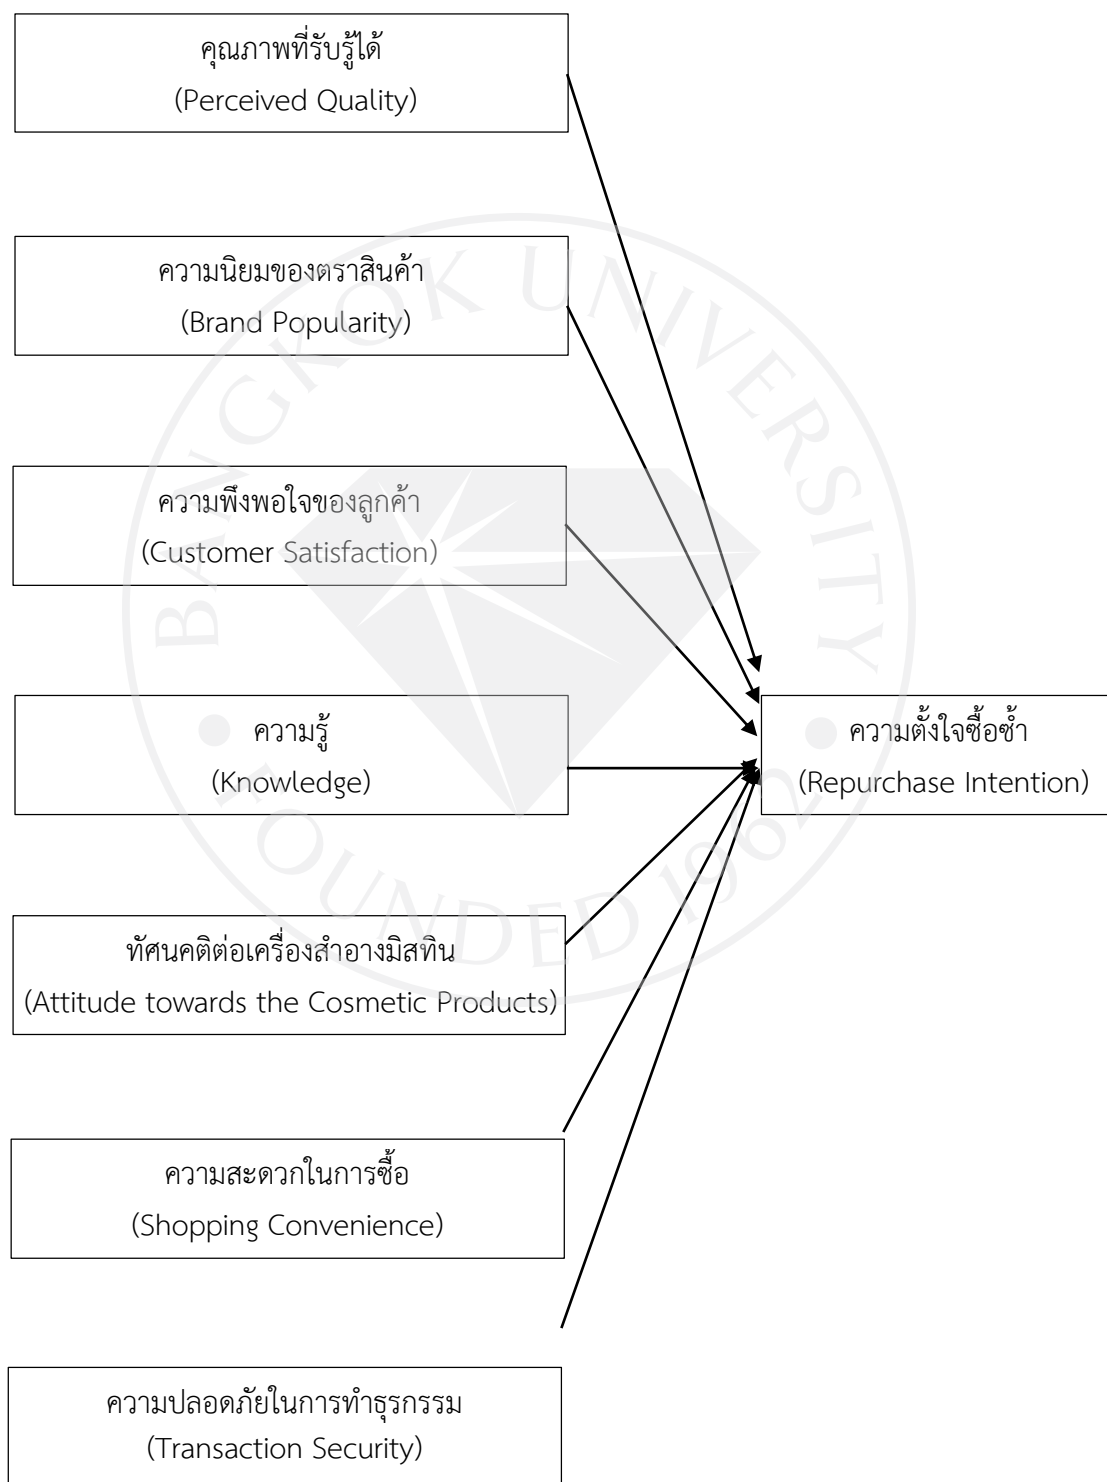 คุณภาพที่รับรู้ได้
(Perceived Quality)
ความนิยมของตราสินค้า
(Brand Popularity)
ความพึงพอใจของลูกค้า
(Customer Satisfaction)
ความรู้
(Knowledge)
ความตั้งใจซื้อซ้ำ
(Repurchase Intention)
ทัศนคติต่อเครื่องสำอางมิสทิน
(Attitude towards the Cosmetic Products)
ความสะดวกในการซื้อ
(Shopping Convenience)
ความปลอดภัยในการทำธุรกรรม
(Transaction Security)
BANGKOK UNIVERSITY
FOUNDED 1962